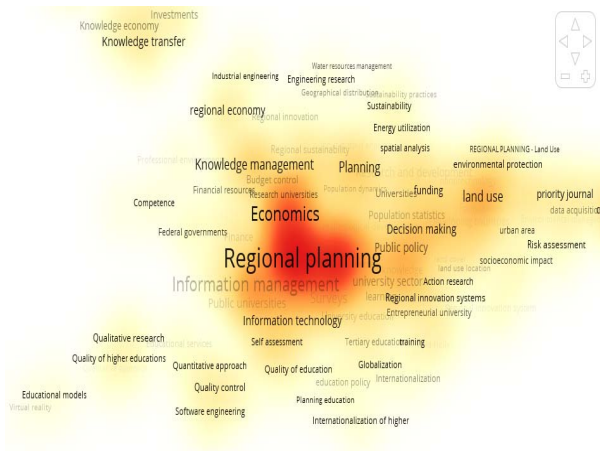 Investments
Knowledge economy
Knowledge transfer
Water resources management
Industrial engineering
Engineering research
Geographical distribution
Sustainability practices
Sustainability
regional economy
Regional innovation
Energy utilization
Regional sustainability
spatial analysis
REGIONAL PLANNING - Land Use
Knowledge management
Planning
environmental protection
Budget control
Financial resources
Research universities
Population dynamics
Universities
funding
land use
priority journal
Competence
Economics
Population statistics
data acquisition
Federal governments
Finance
Decision making
urban area
Public policy
Risk assessment
Regional planning
socioeconomic impact
land use location
Information management
university sector
Action research
Public universities
Surveys
Regional innovation systems
Entrepreneurial university
Information technology
Qualitative research
Self assessment
Tertiary education
training
Quality of higher educations
Quantitative approach
Quality of education
Globalization
education policy
Internationalization
Quality control
Educational models
Virtual reality
Planning education
Software engineering
Internationalization of higher